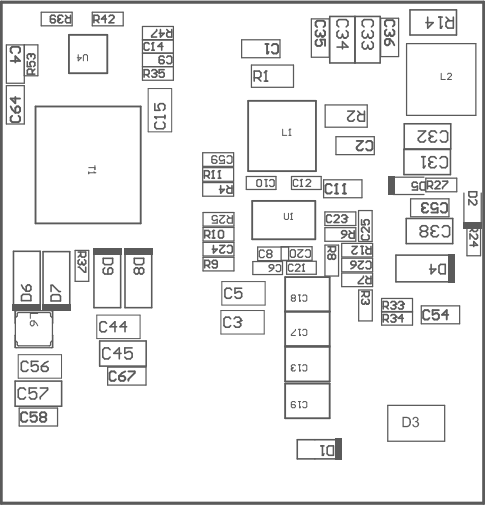 R39 R42
R47
C14
C9
R35
U4
C4 R53
C64
C15
T1
C1
R1
C35 C34 C33 C36
R14
L2
L1
R2
C2
C32
C31
C59
R11
R4
C10 C12 C11
D5 R27
C53
D2
C38
R24
U1
R25
R10
C24
R9
C23
R6
C25
C8 C20
C6 C21
R8
R12
C26
R7
R3
D4
D6 D7 R37 D9 D8
L6
C5
C3
C18
C17
C13
C19
R33
R34
C54
C44
C45
C67
C56
C57
C58
D3
D1